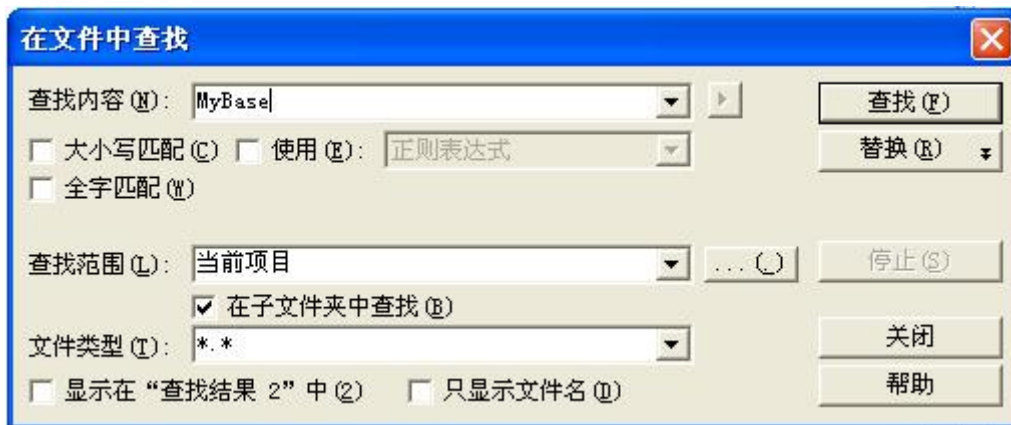 在文件中查找
查找内容(N): MyBase 查找(F)
大小写匹配(C) 使用(E): 正则表达式 替换(R)
全字匹配(W)
查找范围(L): 当前项目 ...(.) 停止(S)
在子文件夹中查找(B)
文件类型(T): *.* 关闭
显示在“查找结果 2”中(2) 只显示文件名(D) 帮助